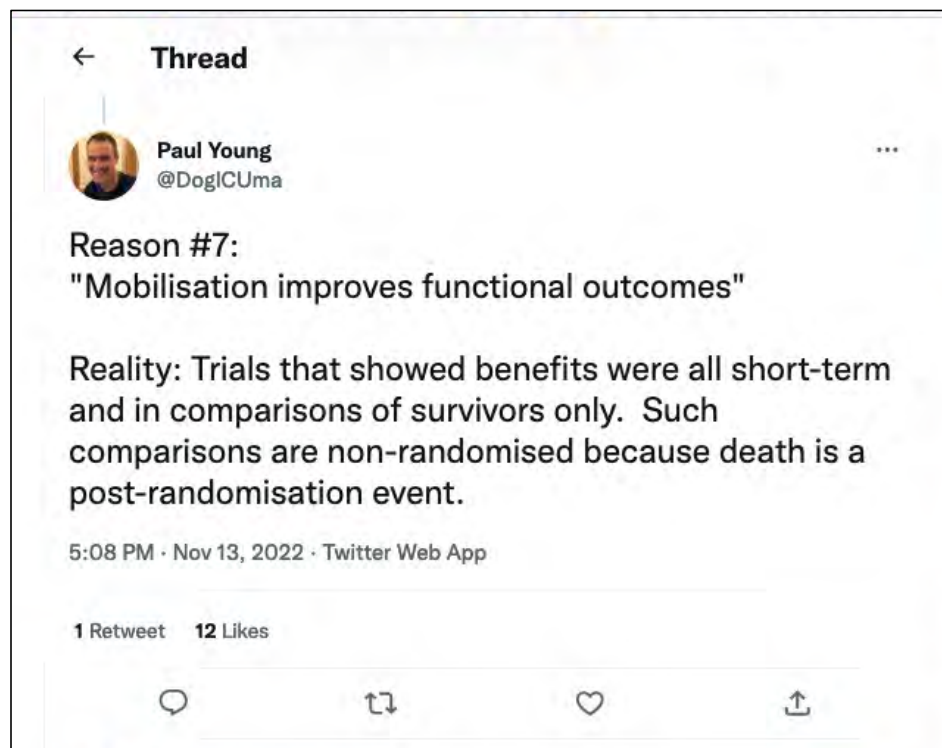 Thread
Paul Young
@DogICUma
Reason #7:
"Mobilisation improves functional outcomes"
Reality: Trials that showed benefits were all short-term
and in comparisons of survivors only.  Such
comparisons are non-randomised because death is a
post-randomisation event.
5:08 PM · Nov 13, 2022 · Twitter Web App
1 Retweet 12 Likes